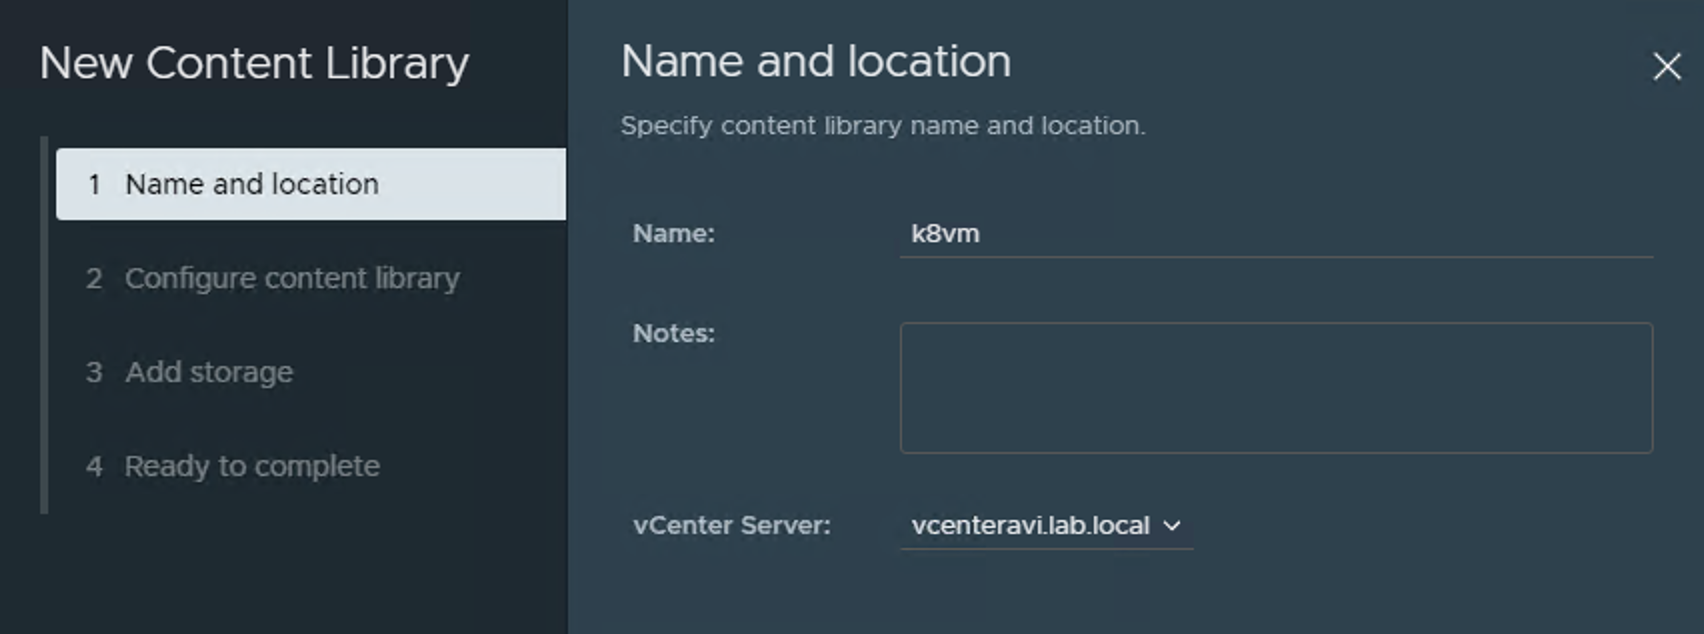 New Content Library
1 Name and location
2 Configure content library
3 Add storage
4 Ready to complete
Name and location
Specify content library name and location.
Name: k8vm
Notes:
vCenter Server: vcenteravi.lab.local